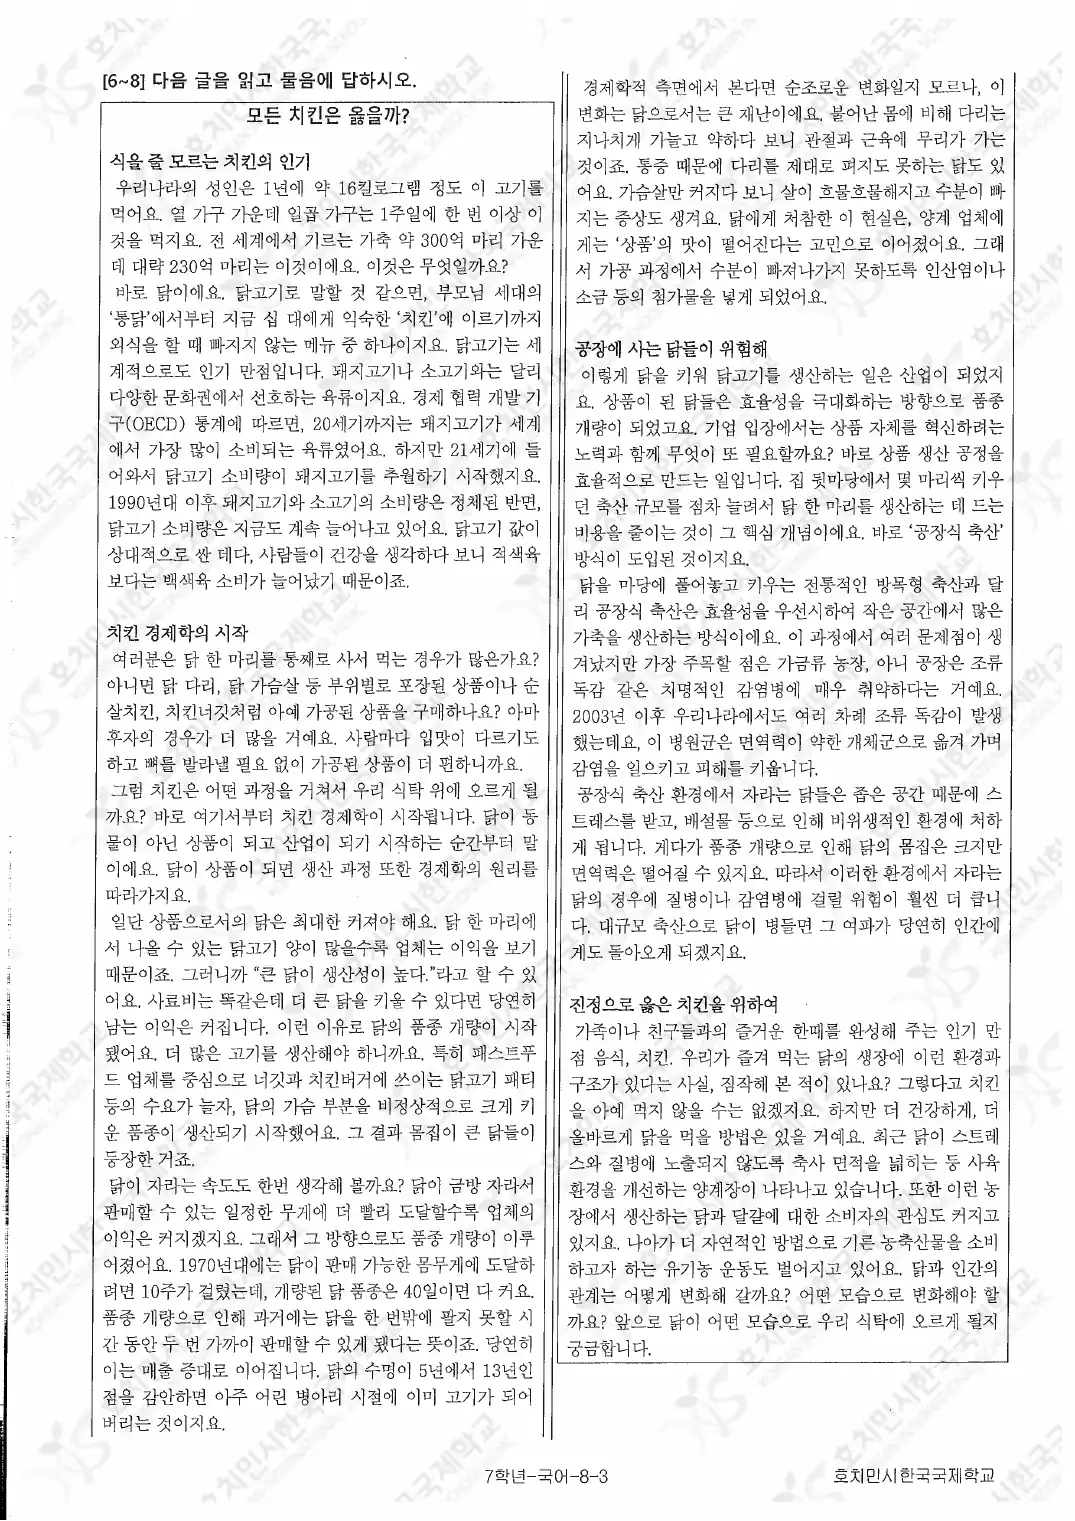 [6~8] 다음 글을 읽고 물음에 답하시오.
모든 치킨은 옳을까?
식을 줄 모르는 치킨의 인기
우리나라의 성인은 1년에 약 16킬로그램 정도 이 고기를
먹어요. 열 가구 가운데 일곱 가구는 1주일에 한 번 이상 이
것을 먹지요. 전 세계에서 기르는 가축 약 300억 마리 가운
데 대략 230억 마리는 이것이에요. 이것은 무엇일까요?
바로 닭이에요. 닭고기로 말할 것 같으면, 부모님 세대의
‘통닭’에서부터 지금 십 대에게 익숙한 ‘치킨’에 이르기까지
외식을 할 때 빠지지 않는 메뉴 중 하나이지요. 닭고기는 세
계적으로도 인기 만점입니다. 돼지고기나 소고기와는 달리
다양한 문화권에서 선호하는 육류이지요. 경제 협력 개발 기
구(OECD) 통계에 따르면, 20세기까지는 돼지고기가 세계
에서 가장 많이 소비되는 육류였어요. 하지만 21세기에 들
어와서 닭고기 소비량이 돼지고기를 추월하기 시작했지요.
1990년대 이후 돼지고기와 소고기의 소비량은 정체된 반면,
닭고기 소비량은 지금도 계속 늘어나고 있어요. 닭고기 값이
상대적으로 싼 데다, 사람들이 건강을 생각하다 보니 적색육
보다는 백색육 소비가 늘어났기 때문이죠.
치킨 경제학의 시작
여러분은 닭 한 마리를 통째로 사서 먹는 경우가 많은가요?
아니면 닭 다리, 닭 가슴살 등 부위별로 포장된 상품이나 순
살치킨, 치킨너깃처럼 아예 가공된 상품을 구매하나요? 아마
후자의 경우가 더 많을 거예요. 사람마다 입맛이 다르기도
하고 뼈를 발라낼 필요 없이 가공된 상품이 더 편하니까요.
그럼 치킨은 어떤 과정을 거쳐서 우리 식탁 위에 오르게 될
까요? 바로 여기서부터 치킨 경제학이 시작됩니다. 닭이 동
물이 아닌 상품이 되고 산업이 되기 시작하는 순간부터 말
이에요. 닭이 상품이 되면 생산 과정 또한 경제학의 원리를
따라가지요.
일단 상품으로서의 닭은 최대한 커져야 해요. 닭 한 마리에
서 나올 수 있는 닭고기 양이 많을수록 업체는 이익을 보기
때문이죠. 그러니까 “큰 닭이 생산성이 높다.”라고 할 수 있
어요. 사료비는 똑같은데 더 큰 닭을 키울 수 있다면 당연히
남는 이익은 커집니다. 이런 이유로 닭의 품종 개량이 시작
됐어요. 더 많은 고기를 생산해야 하니까요. 특히 패스트푸
드 업체를 중심으로 너깃과 치킨버거에 쓰이는 닭고기 패티
등의 수요가 늘자, 닭의 가슴 부분을 비정상적으로 크게 키
운 품종이 생산되기 시작했어요. 그 결과 몸집이 큰 닭들이
등장한 거죠.
닭이 자라는 속도도 한번 생각해 볼까요? 닭이 금방 자라서
판매할 수 있는 일정한 무게에 더 빨리 도달할수록 업체의
이익은 커지겠지요. 그래서 그 방향으로도 품종 개량이 이루
어졌어요. 1970년대에는 닭이 판매 가능한 몸무게에 도달하
려면 10주가 걸렸는데, 개량된 닭 품종은 40일이면 다 커요.
품종 개량으로 인해 과거에는 닭을 한 번밖에 팔지 못할 시
간 동안 두 번 가까이 판매할 수 있게 됐다는 뜻이죠. 당연히
이는 매출 증대로 이어집니다. 닭의 수명이 5년에서 13년인
점을 감안하면 아주 어린 병아리 시절에 이미 고기가 되어
버리는 것이지요.
경제학적 측면에서 본다면 순조로운 변화일지 모르나, 이
변화는 닭으로서는 큰 재난이에요. 불어난 몸에 비해 다리는
지나치게 가늘고 약하다 보니 관절과 근육에 무리가 가는
것이죠. 통증 때문에 다리를 제대로 펴지도 못하는 닭도 있
어요. 가슴살만 커지다 보니 살이 흐물흐물해지고 수분이 빠
지는 증상도 생겨요. 닭에게 처참한 이 현실은, 양계 업체에
게는 ‘상품’의 맛이 떨어진다는 고민으로 이어졌어요. 그래
서 가공 과정에서 수분이 빠져나가지 못하도록 인산염이나
소금 등의 첨가물을 넣게 되었어요.
공장에 사는 닭들이 위험해
이렇게 닭을 키워 닭고기를 생산하는 일은 산업이 되었지
요. 상품이 된 닭들은 효율성을 극대화하는 방향으로 품종
개량이 되었고요. 기업 입장에서는 상품 자체를 혁신하려는
노력과 함께 무엇이 또 필요할까요? 바로 상품 생산 공정을
효율적으로 만드는 일입니다. 집 뒷마당에서 몇 마리씩 키우
던 축산 규모를 점차 늘려서 닭 한 마리를 생산하는 데 드는
비용을 줄이는 것이 그 핵심 개념이에요. 바로 ‘공장식 축산’
방식이 도입된 것이지요.
닭을 마당에 풀어놓고 키우는 전통적인 방목형 축산과 달
리 공장식 축산은 효율성을 우선시하여 작은 공간에서 많은
가축을 생산하는 방식이에요. 이 과정에서 여러 문제점이 생
겨났지만 가장 주목할 점은 가금류 농장, 아니 공장은 조류
독감 같은 치명적인 감염병에 매우 취약하다는 거예요.
2003년 이후 우리나라에서도 여러 차례 조류 독감이 발생
했는데요, 이 병원균은 면역력이 약한 개체군으로 옮겨 가며
감염을 일으키고 피해를 키웁니다.
공장식 축산 환경에서 자라는 닭들은 좁은 공간 때문에 스
트레스를 받고, 배설물 등으로 인해 비위생적인 환경에 처하
게 됩니다. 게다가 품종 개량으로 인해 닭의 몸집은 크지만
면역력은 떨어질 수 있지요. 따라서 이러한 환경에서 자라는
닭의 경우에 질병이나 감염병에 걸릴 위험이 훨씬 더 큽니
다. 대규모 축산으로 닭이 병들면 그 여파가 당연히 인간에
게도 돌아오게 되겠지요.
진정으로 옳은 치킨을 위하여
가족이나 친구들과의 즐거운 한때를 완성해 주는 인기 만
점 음식, 치킨. 우리가 즐겨 먹는 닭의 생장에 이런 환경과
구조가 있다는 사실, 짐작해 본 적이 있나요? 그렇다고 치킨
을 아예 먹지 않을 수는 없겠지요. 하지만 더 건강하게, 더
올바르게 닭을 먹을 방법은 있을 거예요. 최근 닭이 스트레
스와 질병에 노출되지 않도록 축사 면적을 넓히는 등 사육
환경을 개선하는 양계장이 나타나고 있습니다. 또한 이런 농
장에서 생산하는 닭과 달걀에 대한 소비자의 관심도 커지고
있지요. 나아가 더 자연적인 방법으로 기른 농축산물을 소비
하고자 하는 유기농 운동도 벌어지고 있어요. 닭과 인간의
관계는 어떻게 변화해 갈까요? 어떤 모습으로 변화해야 할
까요? 앞으로 닭이 어떤 모습으로 우리 식탁에 오르게 될지
궁금합니다.
7학년-국어-8-3
호치민시한국국제학교